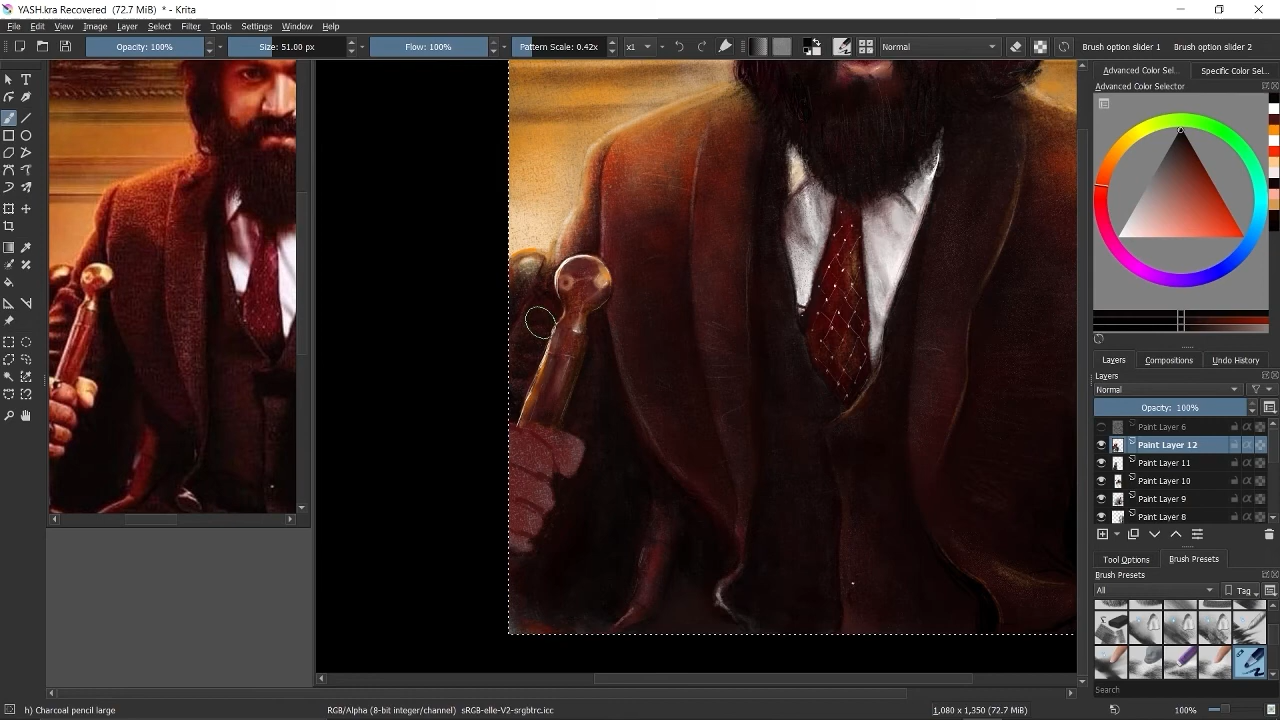 YASH.kra Recovered (72.7 MiB) * - Krita
File Edit View Image Layer Select Filter Tools Settings Window Help
Opacity: 100% Size: 51.00 px Flow: 100% Pattern Scale: 0.42x x1 Normal Brush option slider 1 Brush option slider 2
Advanced Color Sel... Specific Color Sel...
Advanced Color Selector
Layers Compositions Undo History
Layers
Normal
Opacity: 100%
Paint Layer 6
Paint Layer 12
Paint Layer 11
Paint Layer 10
Paint Layer 9
Paint Layer 8
Tool Options Brush Presets
Brush Presets
All Tag
Search
h) Charcoal pencil large RGB/Alpha (8-bit integer/channel) sRGB-elle-V2-srgbtrc.icc 1,080 x 1,350 (72.7 MiB) 100%